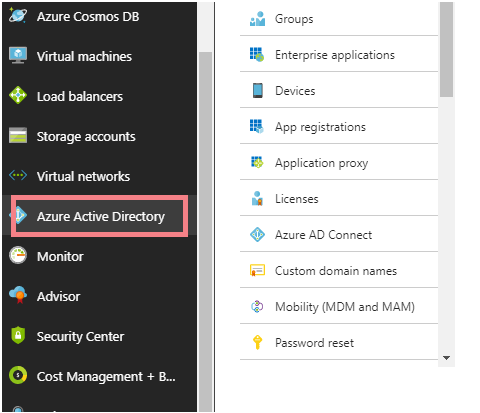 Azure Cosmos DB
Virtual machines
Load balancers
Storage accounts
Virtual networks
Azure Active Directory
Monitor
Advisor
Security Center
Cost Management + B...
Groups
Enterprise applications
Devices
App registrations
Application proxy
Licenses
Azure AD Connect
Custom domain names
Mobility (MDM and MAM)
Password reset